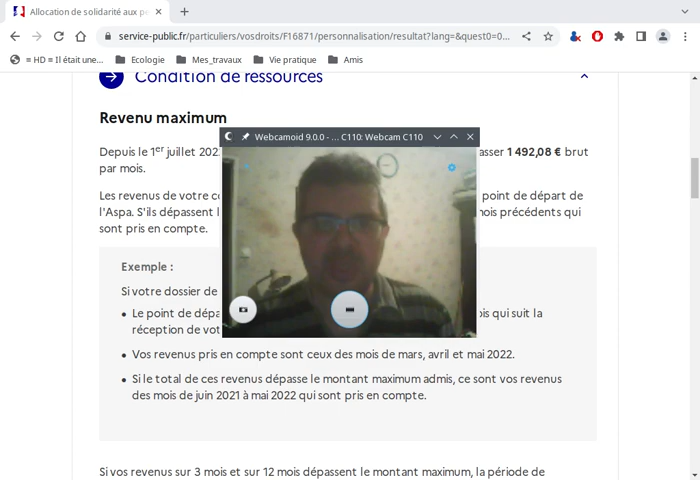 Allocation de solidarité aux pe
service-public.fr/particuliers/vosdroits/F16871/personnalisation/resultat?lang=&quest0=0...
≡ HD ≡ Il était une...
Ecologie
Mes_travaux
Vie pratique
Amis
Condition de ressources
Revenu maximum
Webcamoid 9.0.0 - ... C110: Webcam C110
Depuis le 1er juillet 202 asser 1 492,08 € brut
par mois.
Les revenus de votre c point de départ de
l'Aspa. S'ils dépassent l nois précédents qui
sont pris en compte.
Exemple :
Si votre dossier de
• Le point de dépa is qui suit la
réception de vot
• Vos revenus pris en compte sont ceux des mois de mars, avril et mai 2022.
• Si le total de ces revenus dépasse le montant maximum admis, ce sont vos revenus
des mois de juin 2021 à mai 2022 qui sont pris en compte.
Si vos revenus sur 3 mois et sur 12 mois dépassent le montant maximum, la période de